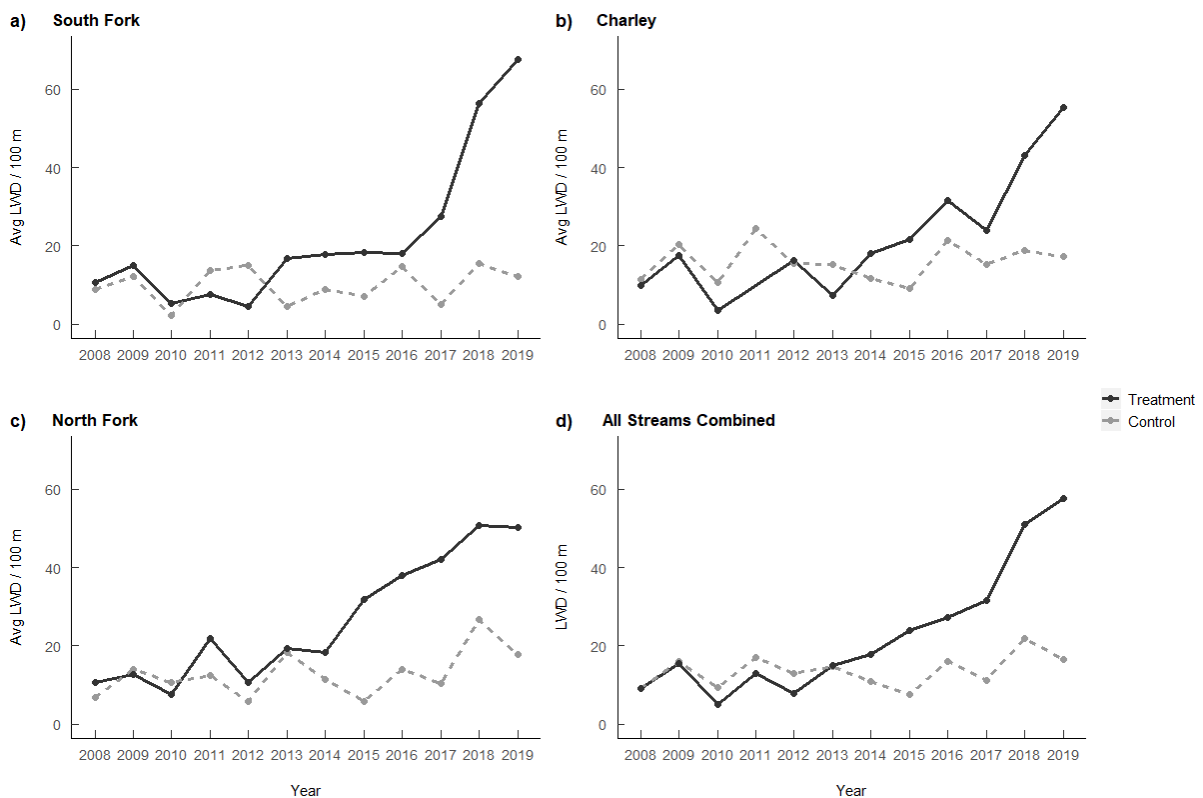 a) South Fork
Avg LWD / 100 m
60
40
20
0
2008 2009 2010 2011 2012 2013 2014 2015 2016 2017 2018 2019
b) Charley
Avg LWD / 100 m
60
40
20
0
2008 2009 2010 2011 2012 2013 2014 2015 2016 2017 2018 2019
c) North Fork
Avg LWD / 100 m
60
40
20
0
2008 2009 2010 2011 2012 2013 2014 2015 2016 2017 2018 2019
Year
d) All Streams Combined
LWD / 100 m
60
40
20
0
2008 2009 2010 2011 2012 2013 2014 2015 2016 2017 2018 2019
Year
Treatment
Control